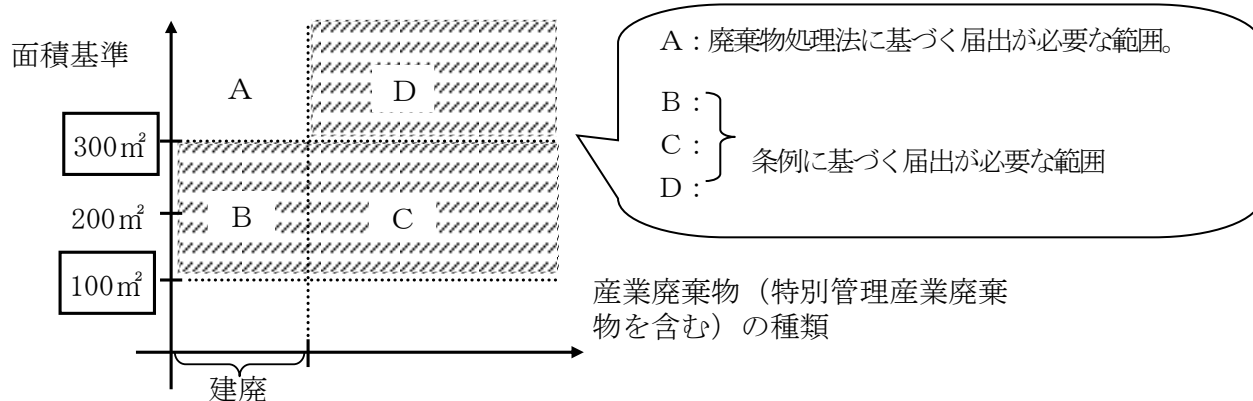 面積基準
300㎡
200㎡
100㎡
A
D
B
C
建廃
産業廃棄物（特別管理産業廃棄
物を含む）の種類
A：廃棄物処理法に基づく届出が必要な範囲。
B：
C：
D：
条例に基づく届出が必要な範囲